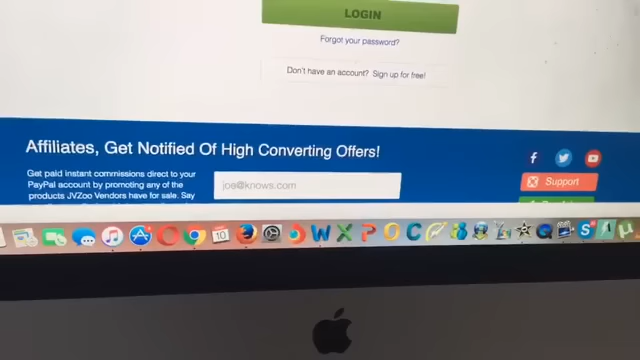 LOGIN
Forgot your password?
Don't have an account? Sign up for free!
Affiliates, Get Notified Of High Converting Offers!
Get paid instant commissions direct to your
PayPal account by promoting any of the
products JVZoo Vendors have for sale. Say
joe@knows.com
Support
10